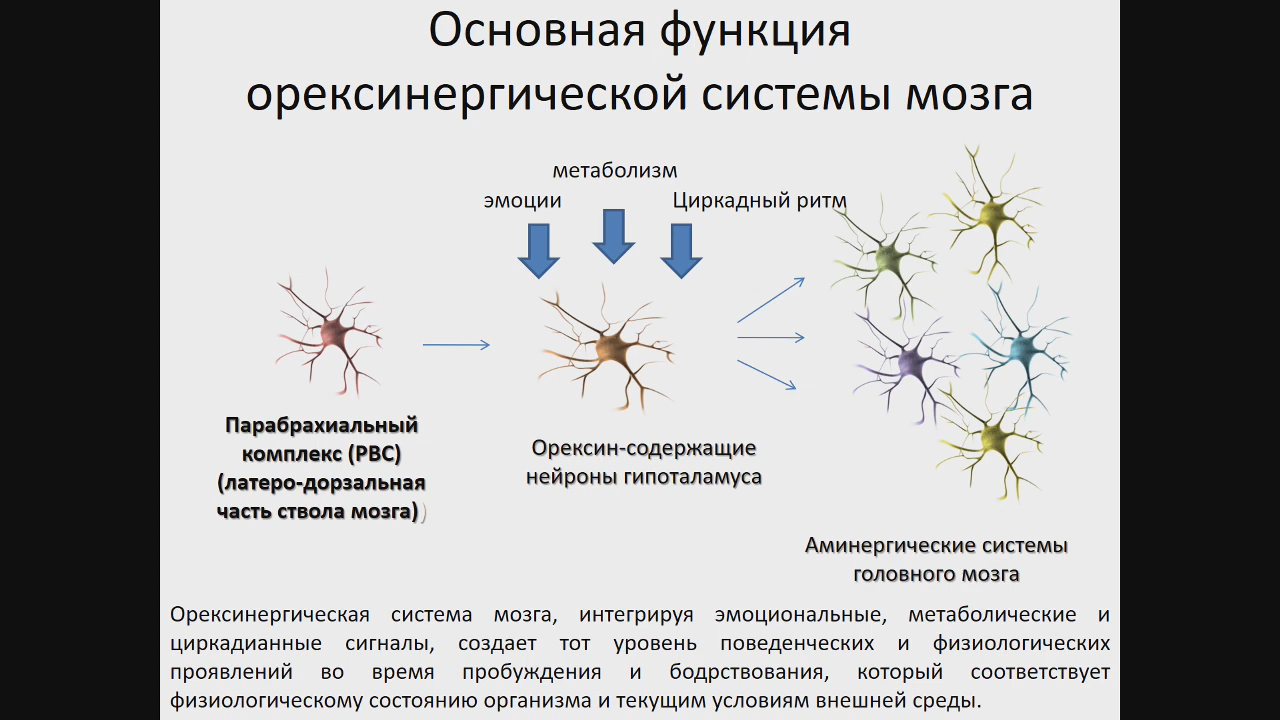 Основная функция
орексинергической системы мозга
метаболизм
эмоции
Циркадный ритм
Парабрахиальный
комплекс (PBC)
(латеро-дорзальная
часть ствола мозга))
Орексин-содержащие
нейроны гипоталамуса
Аминергические системы
головного мозга
Орексинергическая система мозга, интегрируя эмоциональные, метаболические и
циркадианные сигналы, создает тот уровень поведенческих и физиологических
проявлений во время пробуждения и бодрствования, который соответствует
физиологическому состоянию организма и текущим условиям внешней среды.